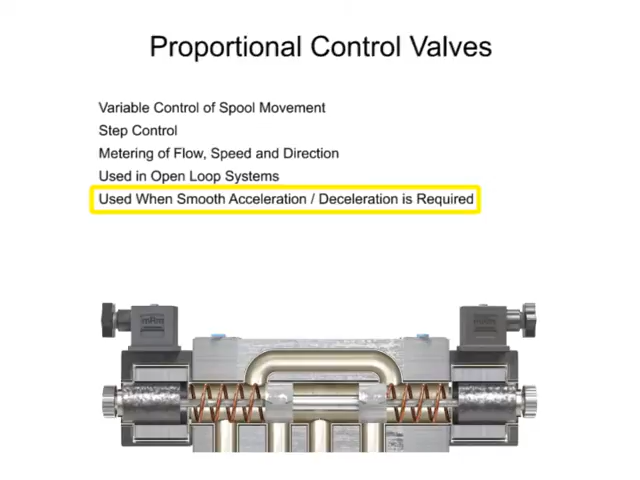 Proportional Control Valves
Variable Control of Spool Movement
Step Control
Metering of Flow, Speed and Direction
Used in Open Loop Systems
Used When Smooth Acceleration / Deceleration is Required